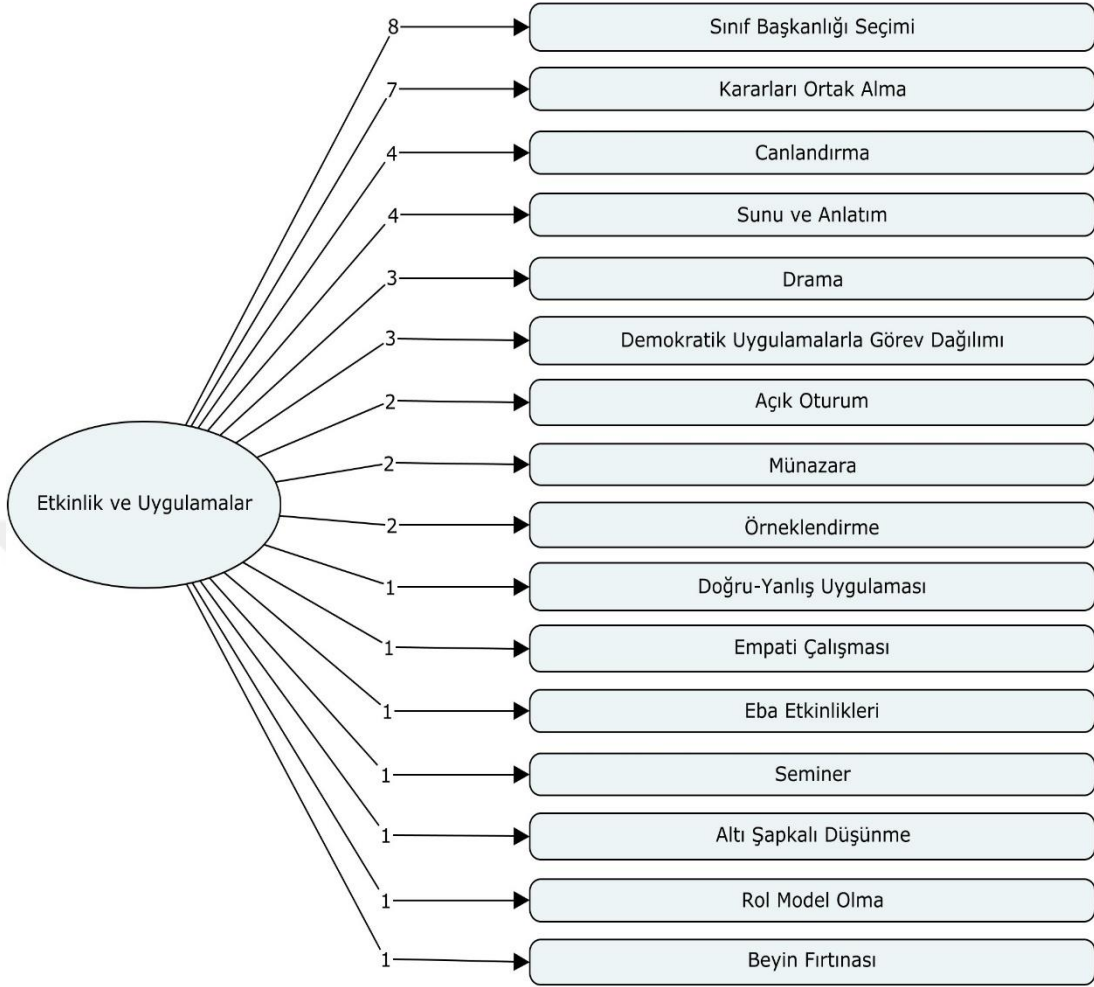 8
Sınıf Başkanlığı Seçimi
7
Kararları Ortak Alma
4
Canlandırma
4
Sunu ve Anlatım
3
Drama
3
Demokratik Uygulamalarla Görev Dağılımı
2
Açık Oturum
2
Münazara
Etkinlik ve Uygulamalar
2
Örneklendirme
1
Doğru-Yanlış Uygulaması
1
Empati Çalışması
1
Eba Etkinlikleri
1
Seminer
1
Altı Şapkalı Düşünme
1
Rol Model Olma
1
Beyin Fırtınası